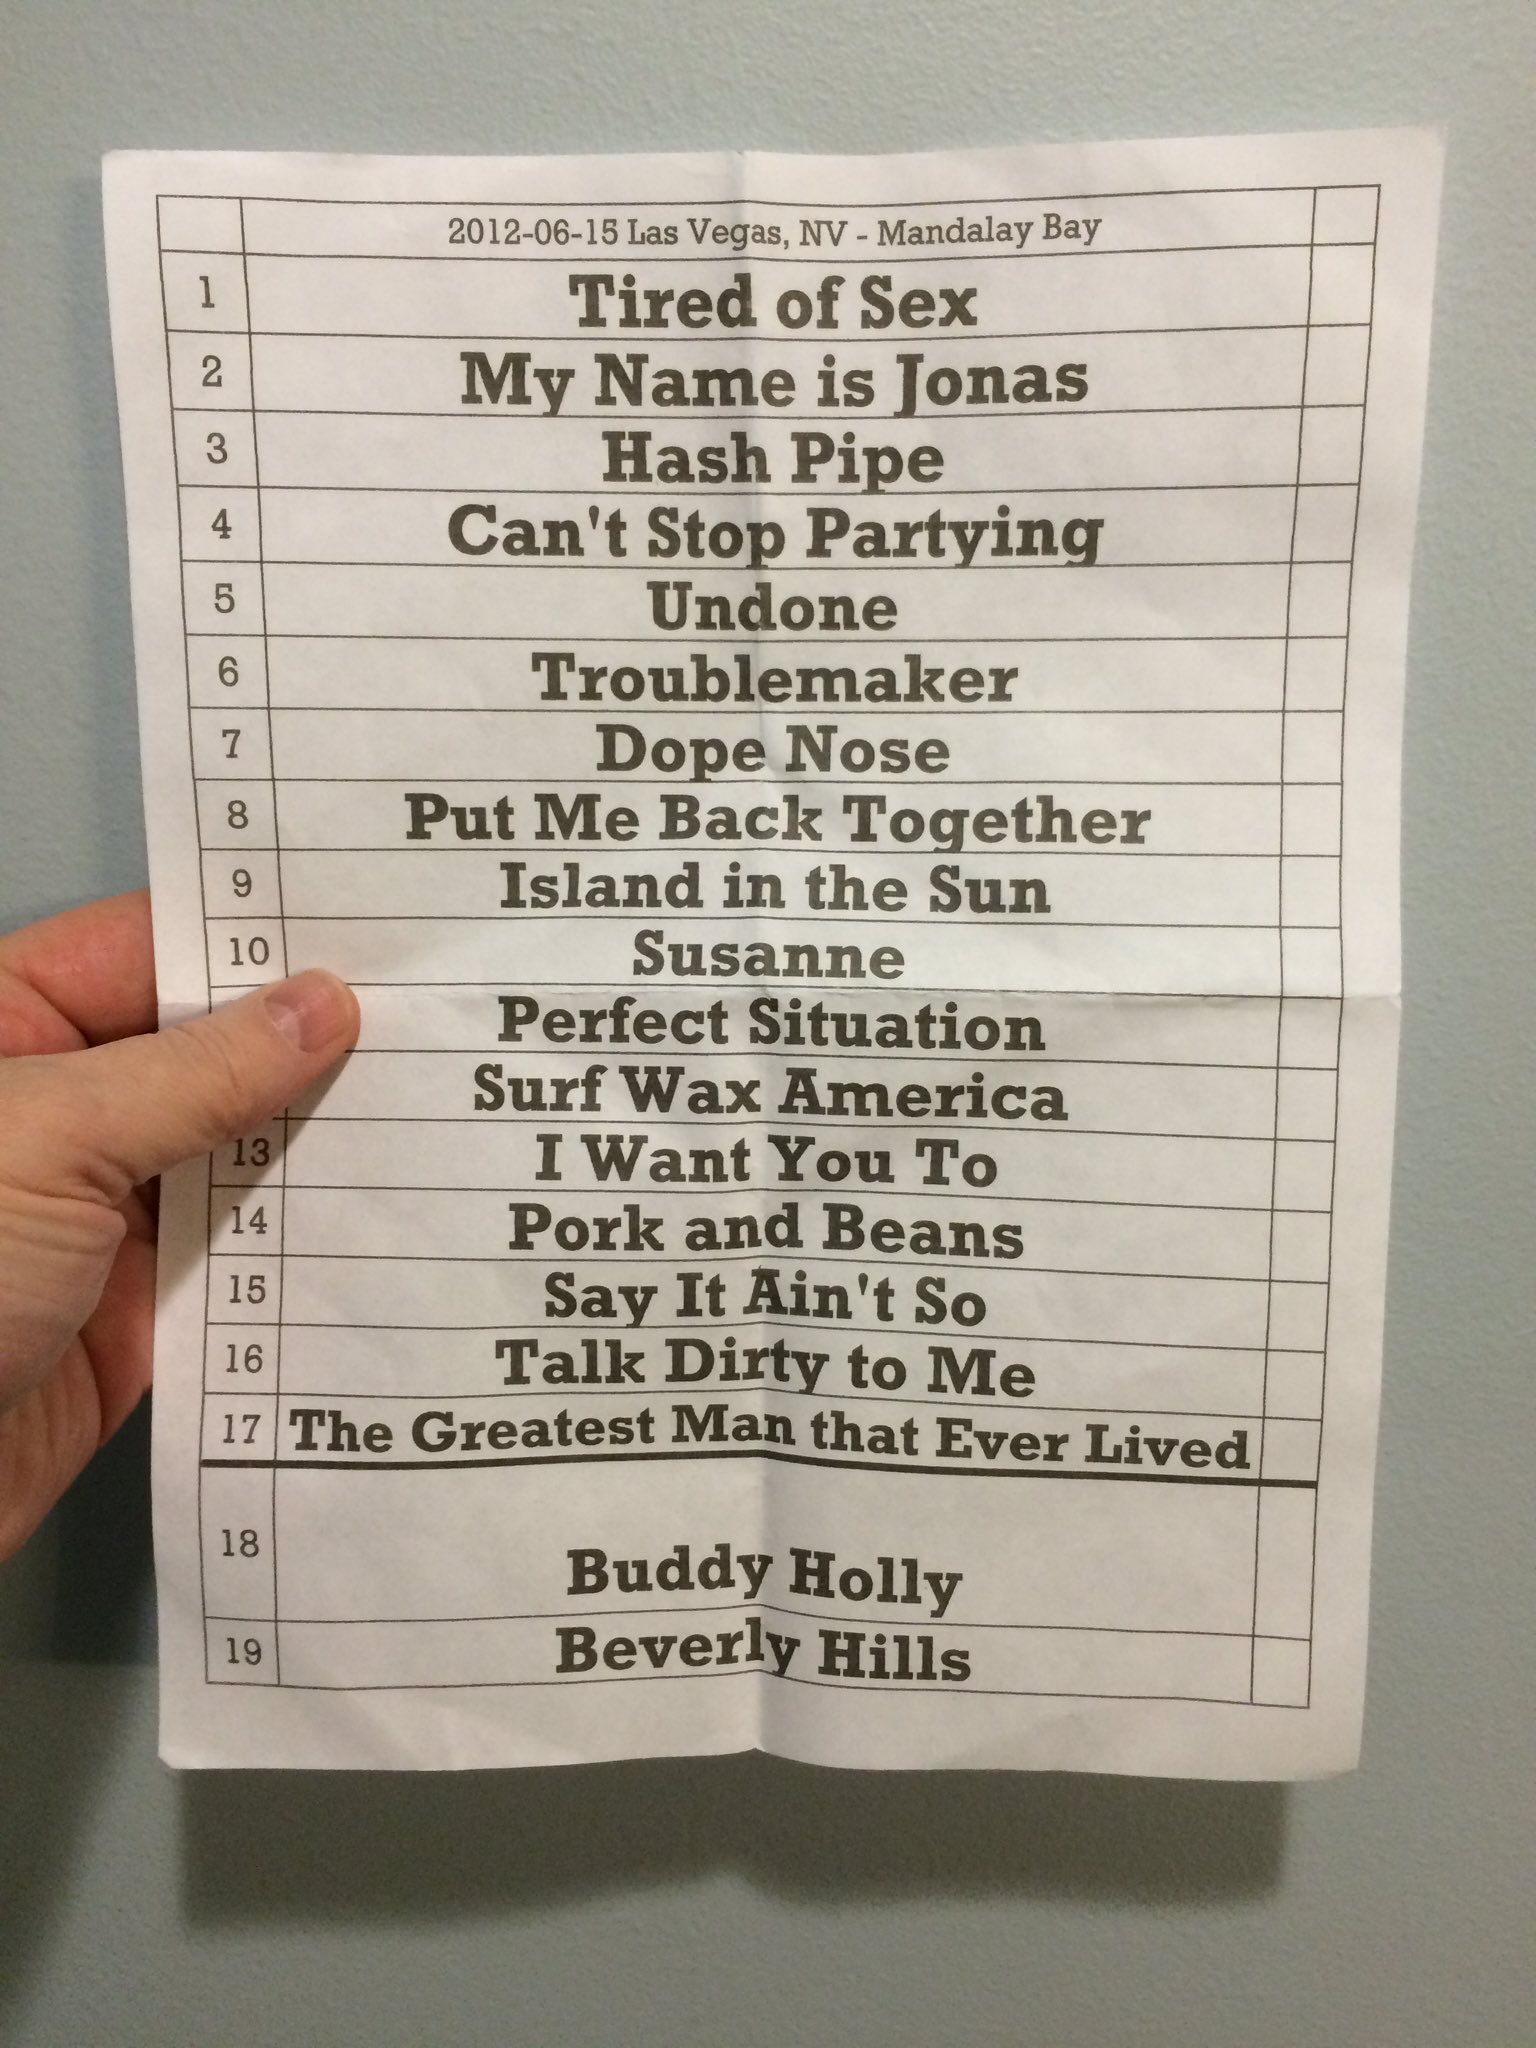 2012-06-15 Las Vegas, NV - Mandalay Bay
1 Tired of Sex
2 My Name is Jonas
3 Hash Pipe
4 Can't Stop Partying
5 Undone
6 Troublemaker
7 Dope Nose
8 Put Me Back Together
9 Island in the Sun
10 Susanne
Perfect Situation
Surf Wax America
13 I Want You To
14 Pork and Beans
15 Say It Ain't So
16 Talk Dirty to Me
17 The Greatest Man that Ever Lived
18 Buddy Holly
19 Beverly Hills